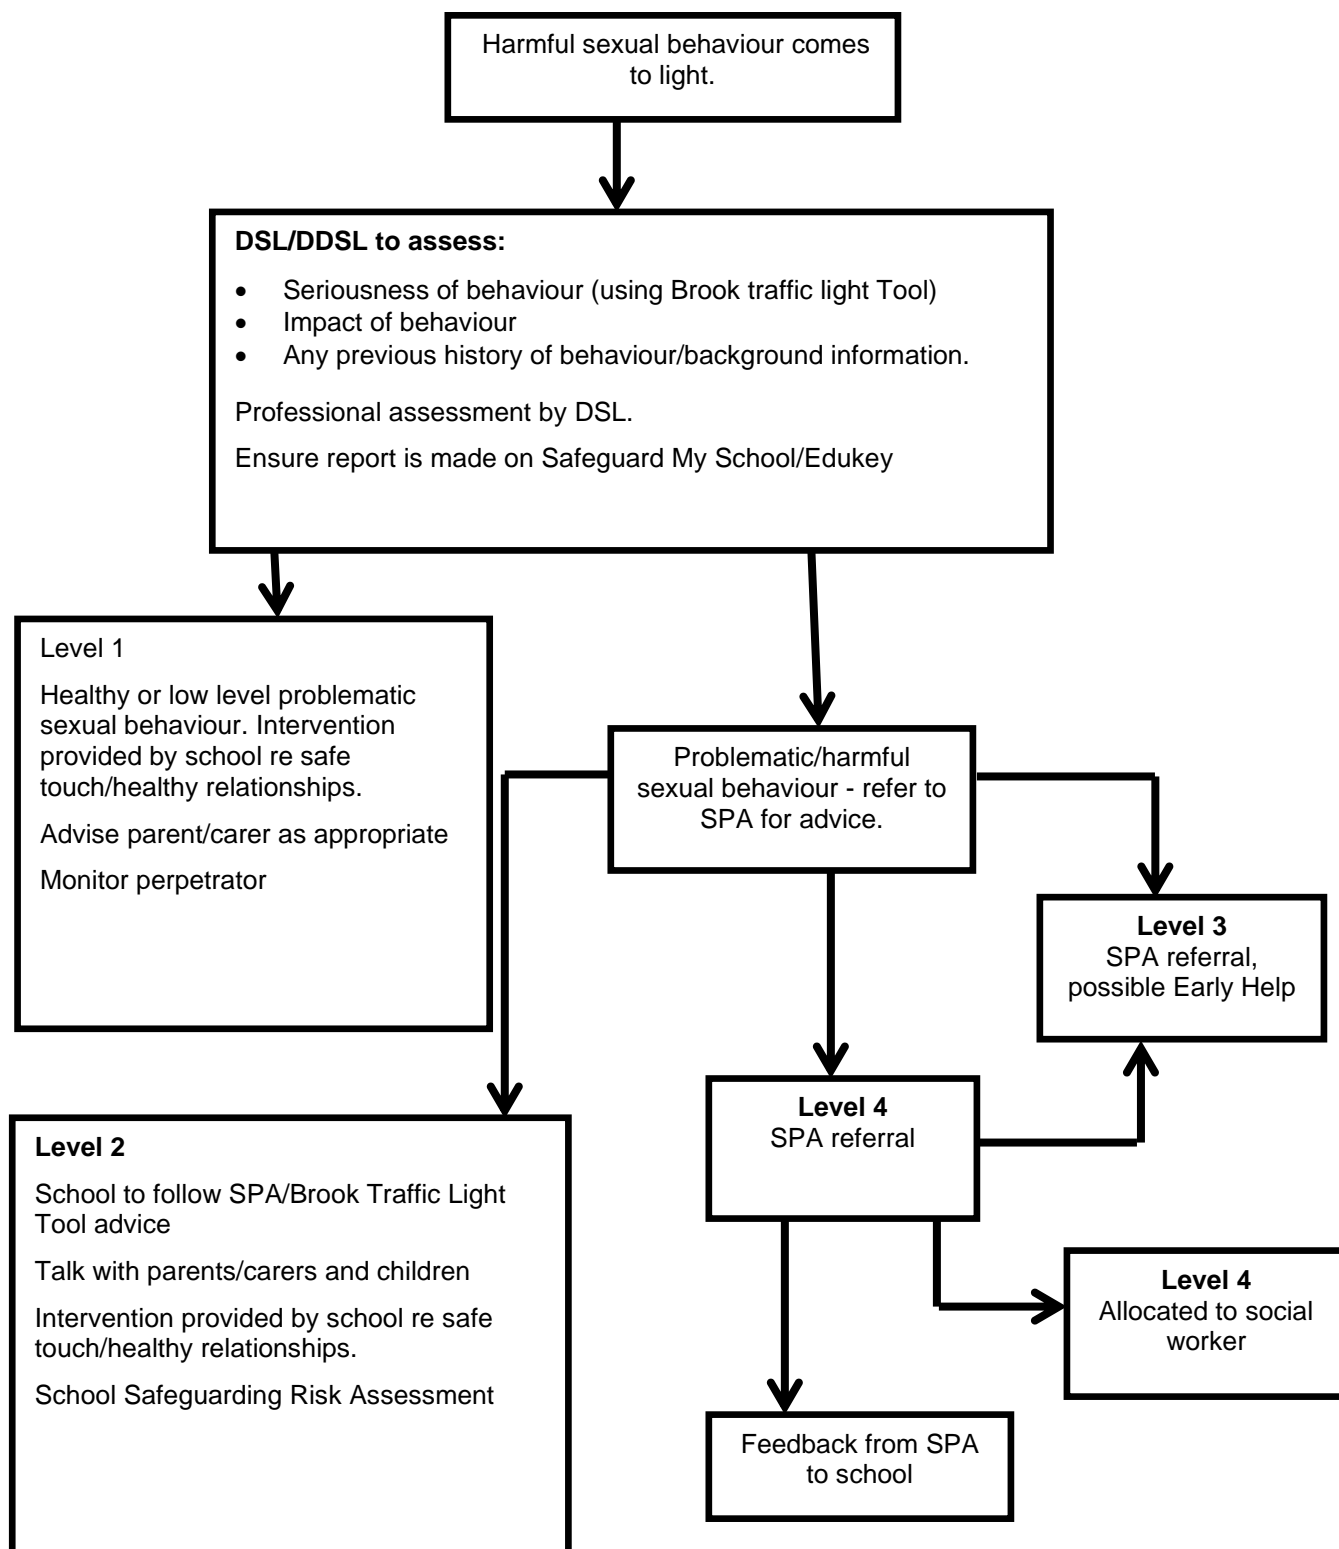 Harmful sexual behaviour comes
to light.
DSL/DDSL to assess:
• Seriousness of behaviour (using Brook traffic light Tool)
• Impact of behaviour
• Any previous history of behaviour/background information.
Professional assessment by DSL.
Ensure report is made on Safeguard My School/Edukey
Level 1
Healthy or low level problematic
sexual behaviour. Intervention
provided by school re safe
touch/healthy relationships.
Advise parent/carer as appropriate
Monitor perpetrator
Problematic/harmful
sexual behaviour - refer to
SPA for advice.
Level 3
SPA referral,
possible Early Help
Level 4
SPA referral
Level 2
School to follow SPA/Brook Traffic Light
Tool advice
Talk with parents/carers and children
Intervention provided by school re safe
touch/healthy relationships.
School Safeguarding Risk Assessment
Level 4
Allocated to social
worker
Feedback from SPA
to school